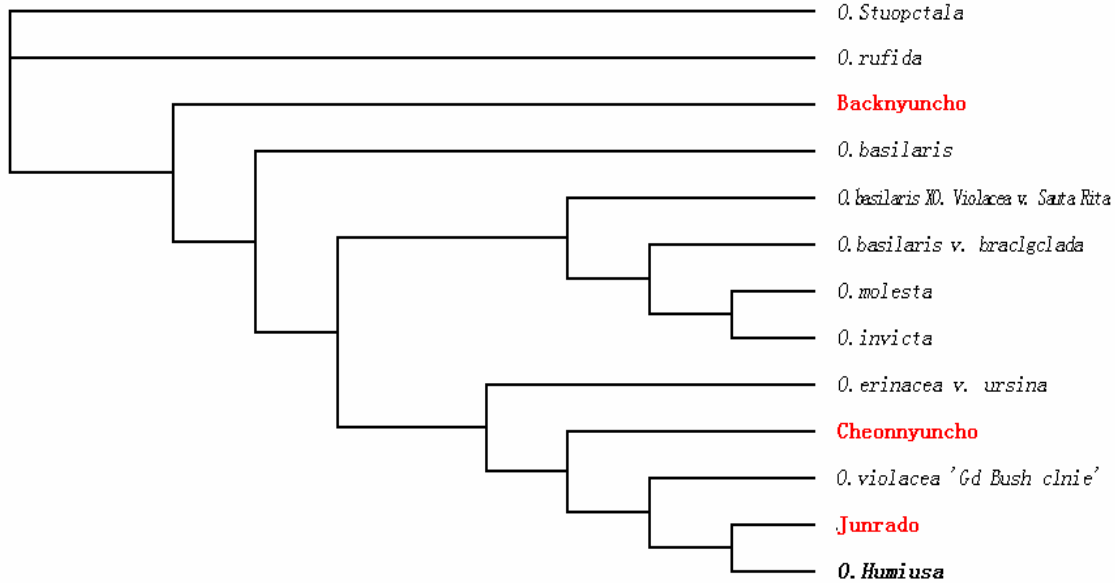 O. Stuopctala
O. rufida
Backnyuncho
O. basilaris
O. basilaris XO. Violacea v. Sauta Rita
O. basilaris v. braclgclada
O. molesta
O. invicta
O. erinacea v. ursina
Cheonnyuncho
O. violacea 'Gd Bush clnie'
Junrado
O. Humiusa